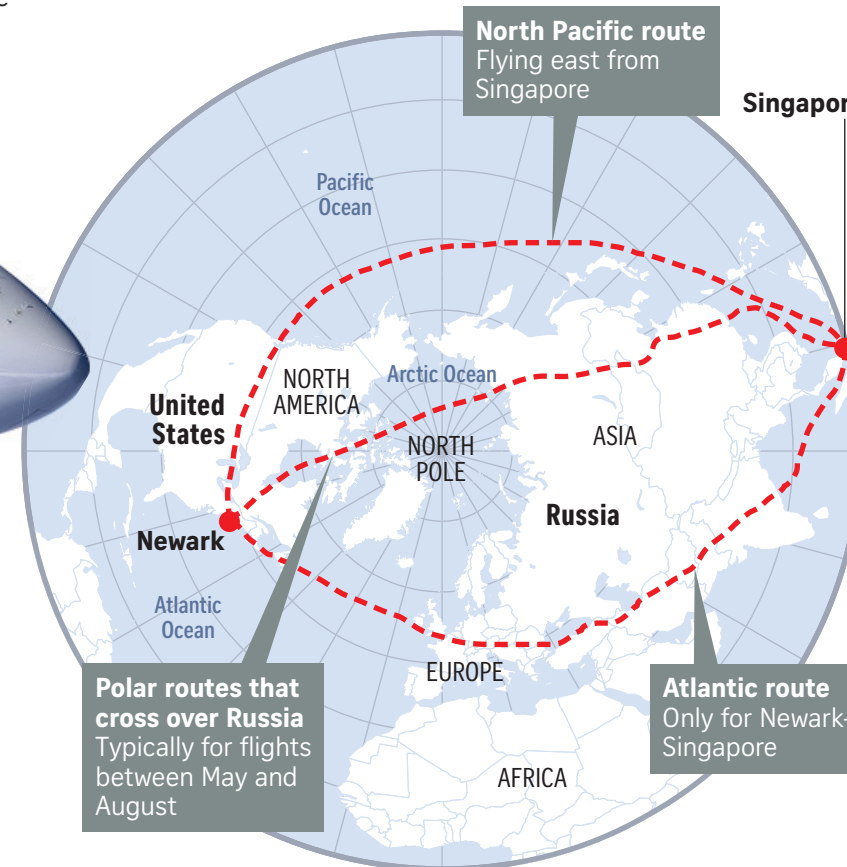 North Pacific route
Flying east from
Singapore
Singapor
Pacific
Ocean
NORTH
AMERICA
Arctic Ocean
United
States
NORTH
POLE
ASIA
Russia
Newark
Atlantic
Ocean
EUROPE
AFRICA
Polar routes that
cross over Russia
Typically for flights
between May and
August
Atlantic route
Only for Newark-
Singapore